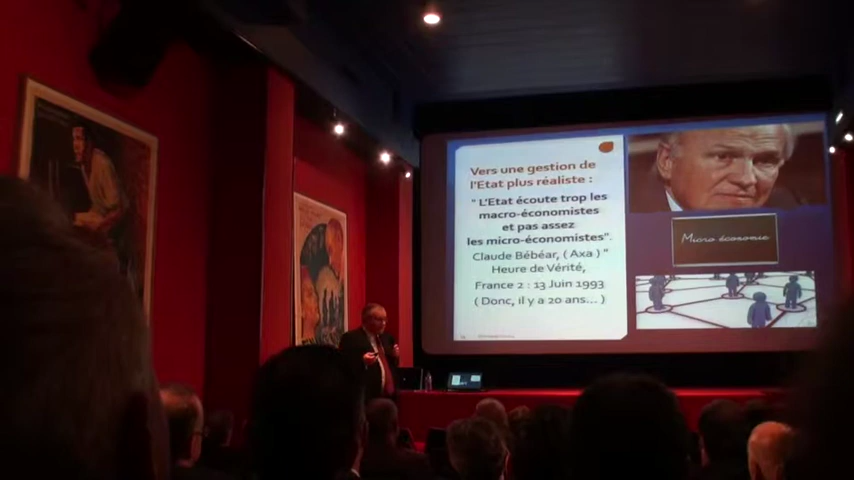 Vers une gestion de
l'Etat plus réaliste :
" L'Etat écoute trop les
macro-économistes
et pas assez
les micro-économistes".
Claude Bébéar, ( Axa ) "
Heure de Vérité,
France 2 : 13 Juin 1993
( Donc, il y a 20 ans... )
Micro économie